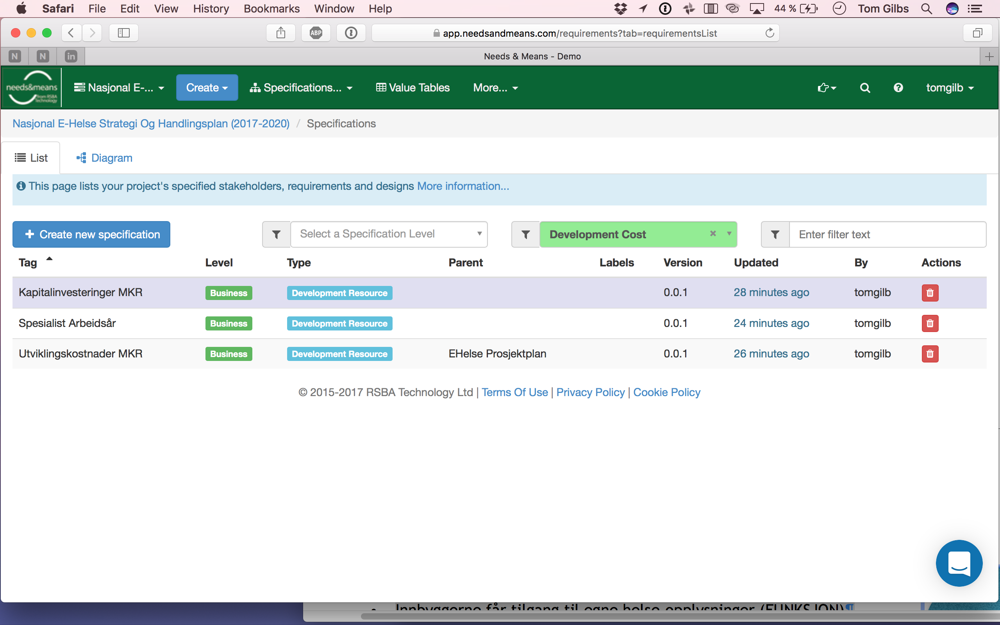 Safari File Edit View History Bookmarks Window Help 44 % Tom Gilbs
ABP app.needsandmeans.com/requirements?tab=requirementsList
N N in Needs & Means - Demo
needs&means
from RSBA
Technology
Nasjonal E-... Create Specifications... Value Tables More... tomgilb
Nasjonal E-Helse Strategi Og Handlingsplan (2017-2020) / Specifications
List Diagram
This page lists your project's specified stakeholders, requirements and designs More information...
+ Create new specification Select a Specification Level Development Cost × Enter filter text
Tag Level Type Parent Labels Version Updated By Actions
Kapitalinvesteringer MKR Business Development Resource 0.0.1 28 minutes ago tomgilb
Spesialist Arbeidsår Business Development Resource 0.0.1 24 minutes ago tomgilb
Utviklingskostnader MKR Business Development Resource EHelse Prosjektplan 0.0.1 26 minutes ago tomgilb
© 2015-2017 RSBA Technology Ltd | Terms Of Use | Privacy Policy | Cookie Policy
Innbyggerne får tilgang til egne helse opplysninger (FUNKSJON)¶